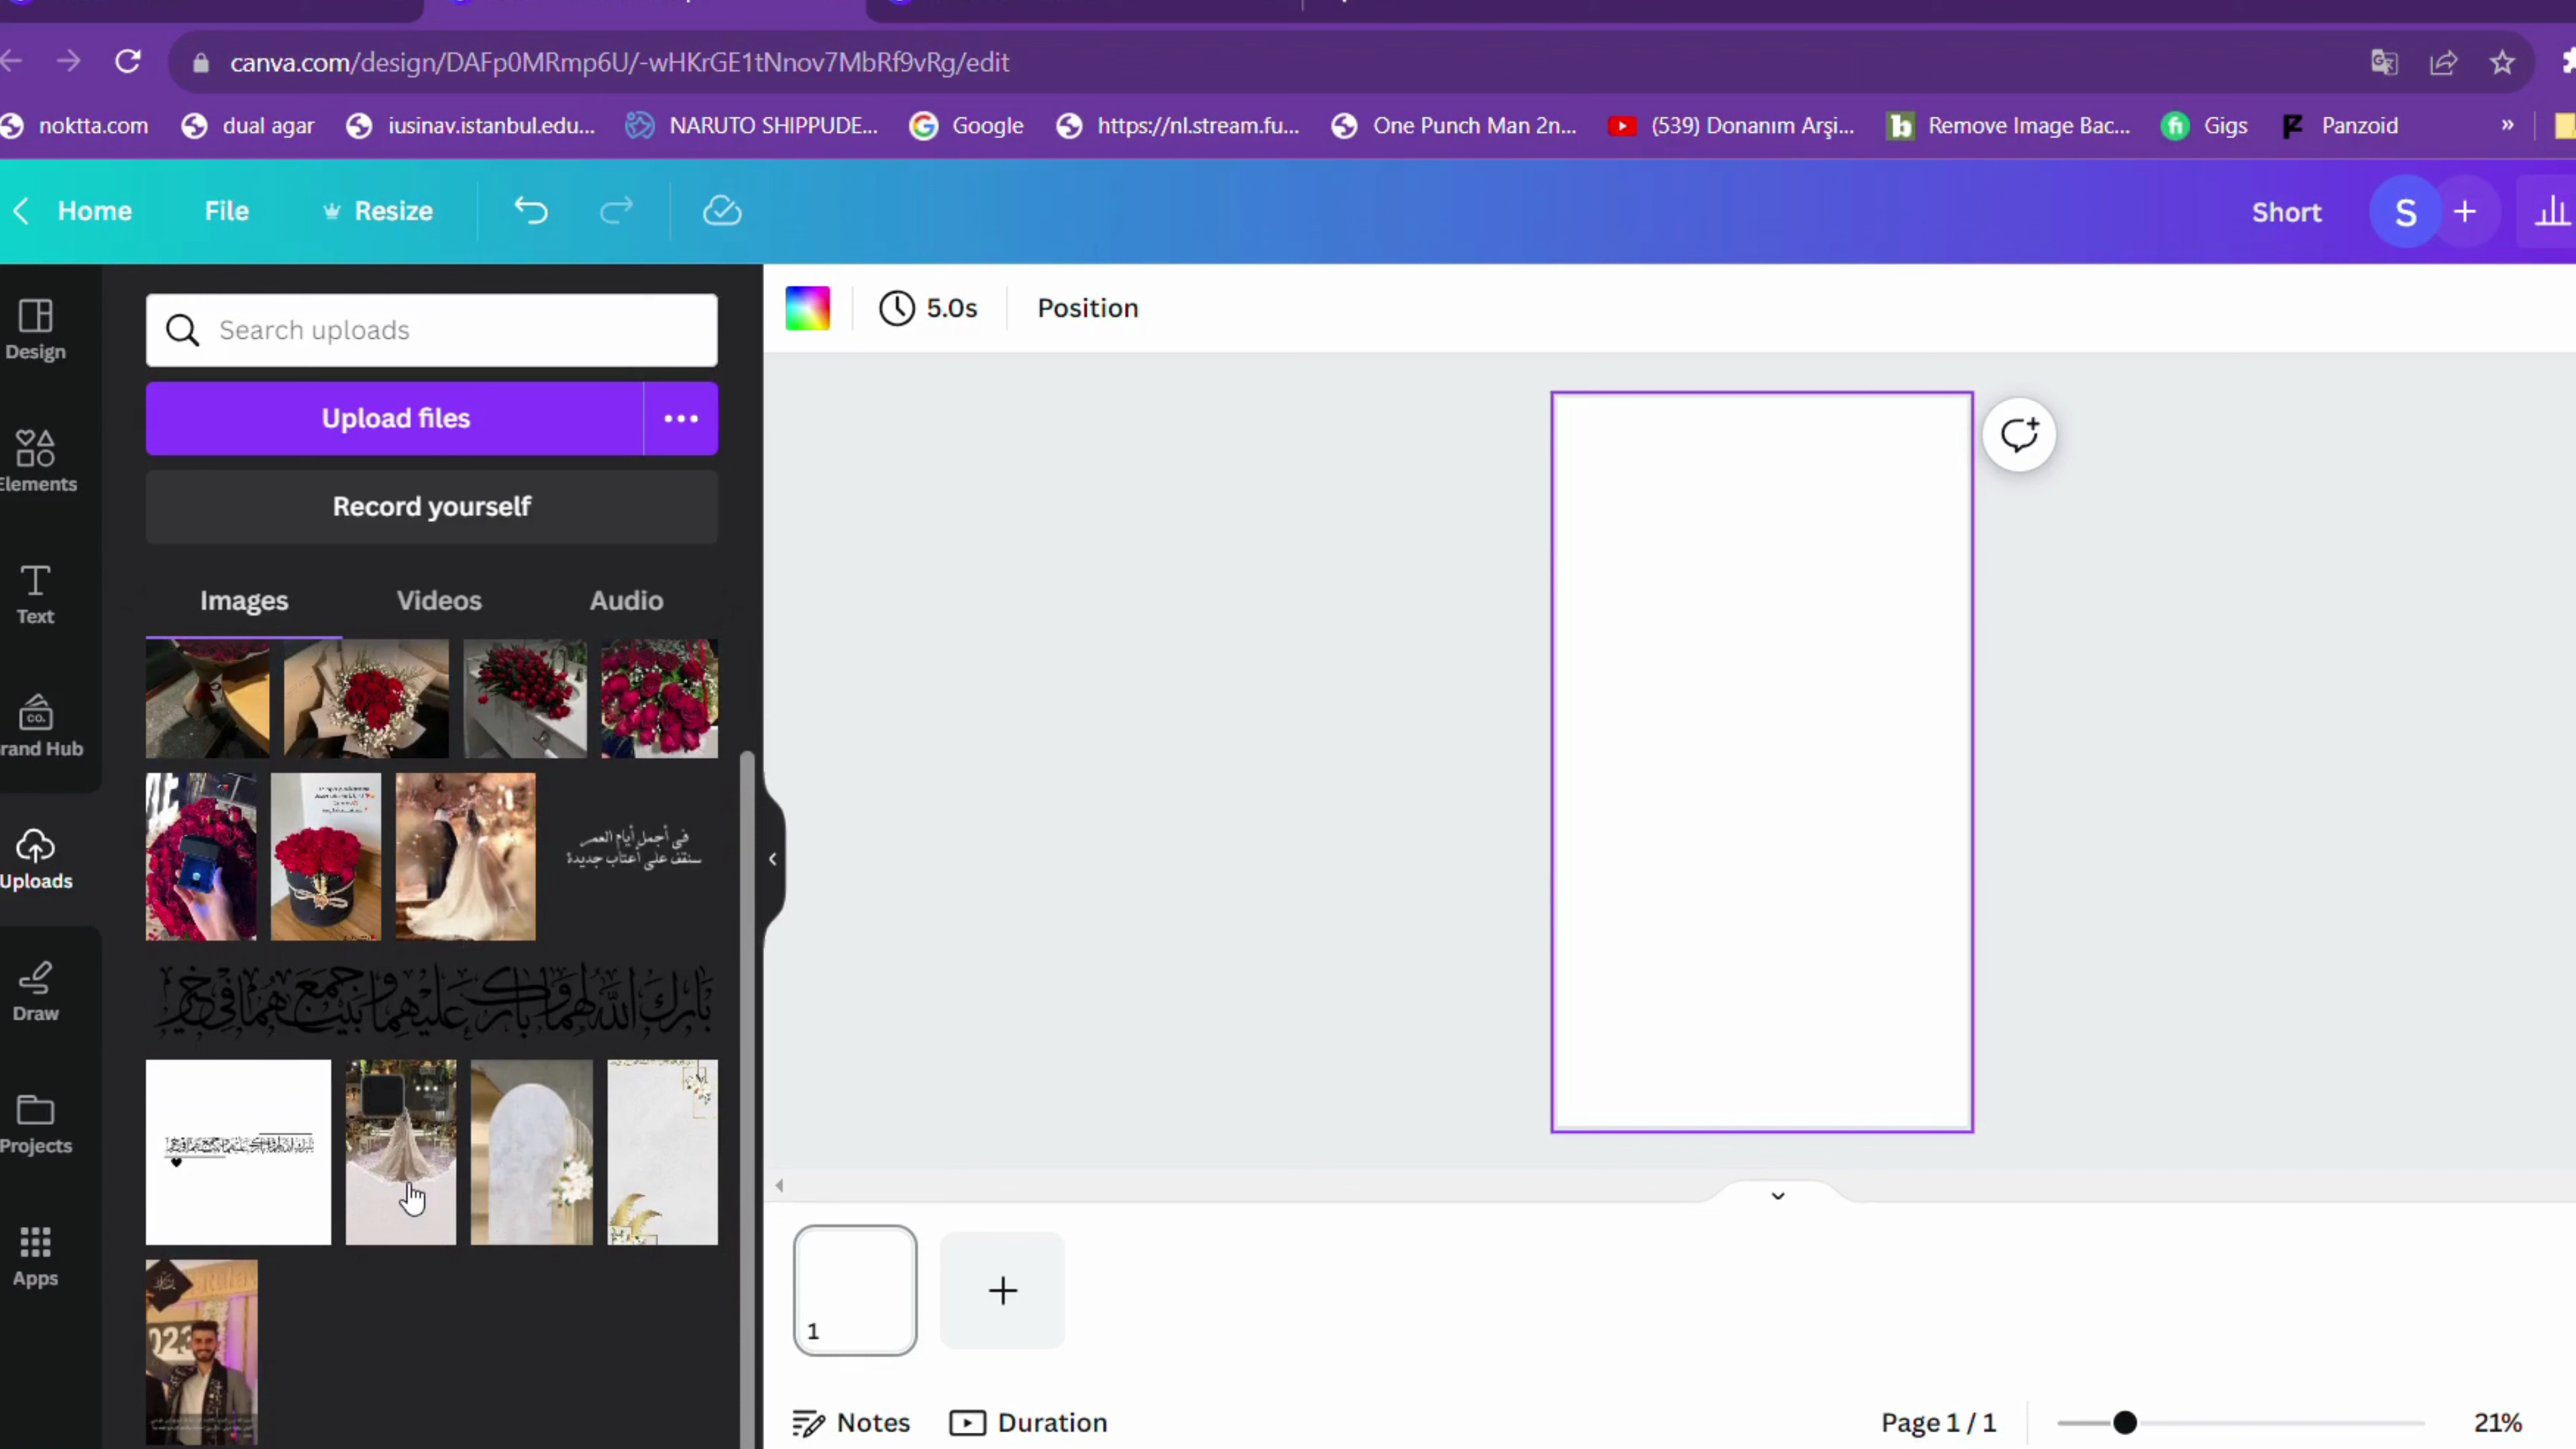 canva.com/design/DAFp0MRmp6U/-wHKrGE1tNnov7MbRf9vRg/edit
noktta.com
dual agar
iusinav.istanbul.edu...
NARUTO SHIPPUDE...
Google
https://nl.stream.fu...
One Punch Man 2n...
(539) Donanım Arşi...
Remove Image Bac...
Gigs
Panzoid
»
Home
File
Resize
Short
S
Design
Search uploads
5.0s
Position
Upload files
Elements
Record yourself
Text
Images
Videos
Audio
rand Hub
في أجمل أيام العمر
سنقف على أعتاب جديدة
Uploads
بارك الله لهما وبارك عليهما وجمع بينهما في خير
Draw
Projects
Apps
1
2023
Notes
Duration
Page 1 / 1
21%